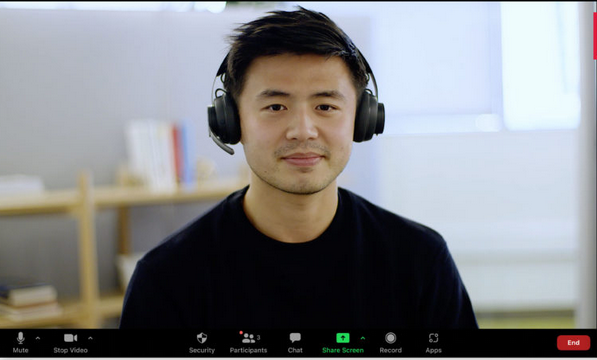 Mute
Stop Video
Security
Participants
3
Chat
Share Screen
Record
Apps
End